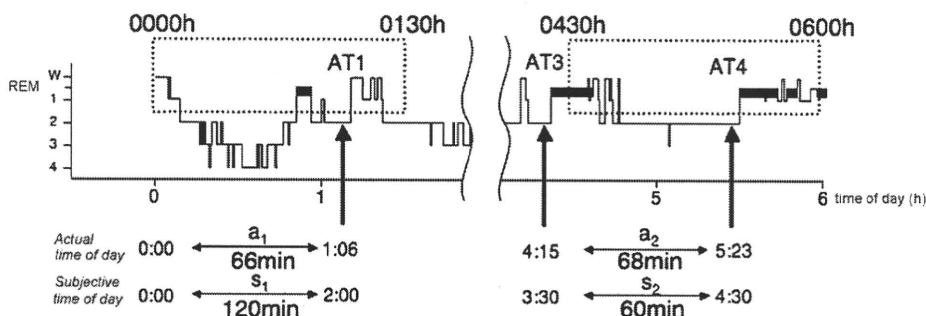 0000h 0130h 0430h 0600h
AT1 AT3 AT4
W
REM
1
2
3
4
0 1 5 6 time of day (h)
Actual time of day 0:00 a1 66min 1:06 4:15 a2 68min 5:23
Subjective time of day 0:00 s1 120min 2:00 3:30 s2 60min 4:30